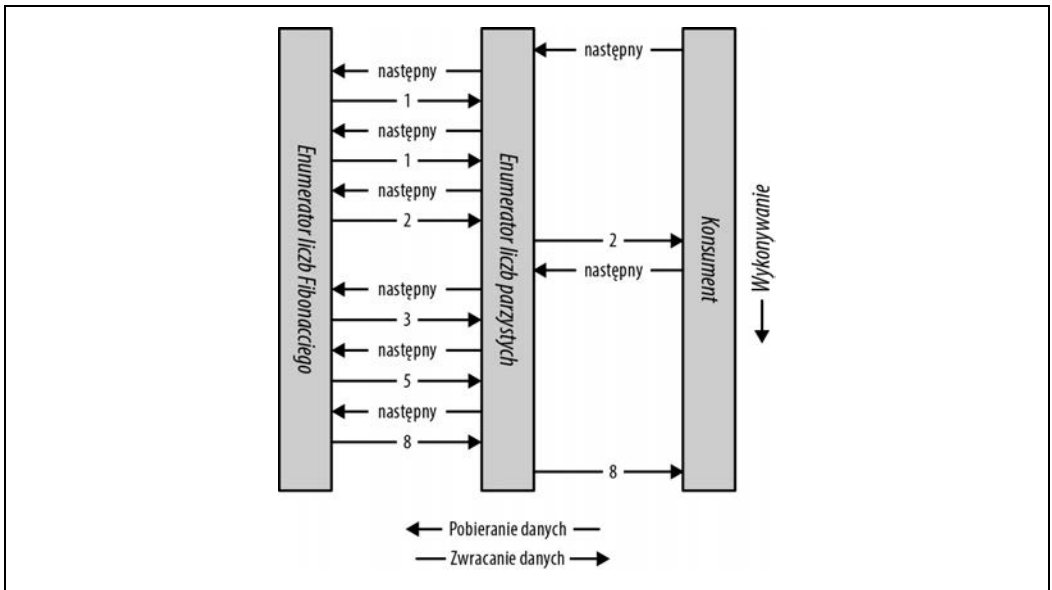 następny
następny
1
następny
1
następny
2
2
następny
następny
3
następny
5
następny
8
8
Enumerator liczb Fibonacciego
Enumerator liczb parzystych
Konsument
Wykonywanie
Pobieranie danych
Zwracanie danych